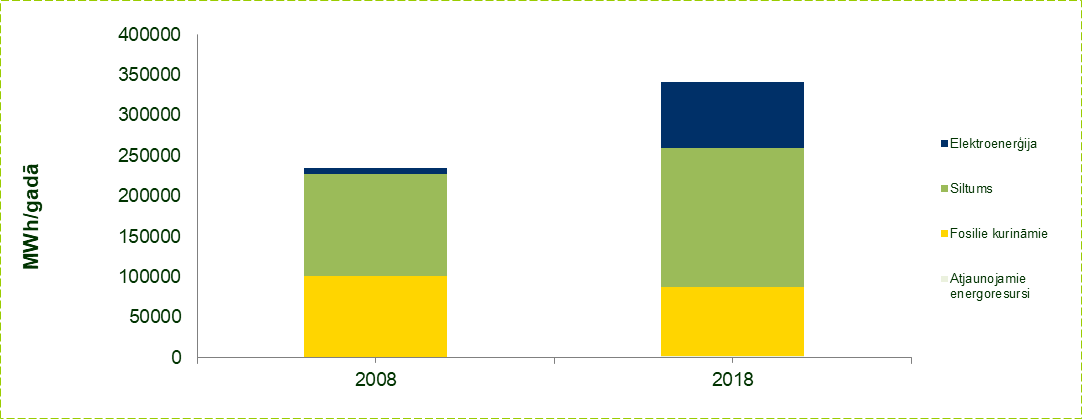 400000
350000
300000
250000
200000
150000
100000
50000
0
MWh/gadā
2008
2018
Elektroenerģija
Siltums
Fosilie kurināmie
Atjaunojamie
energoresursi